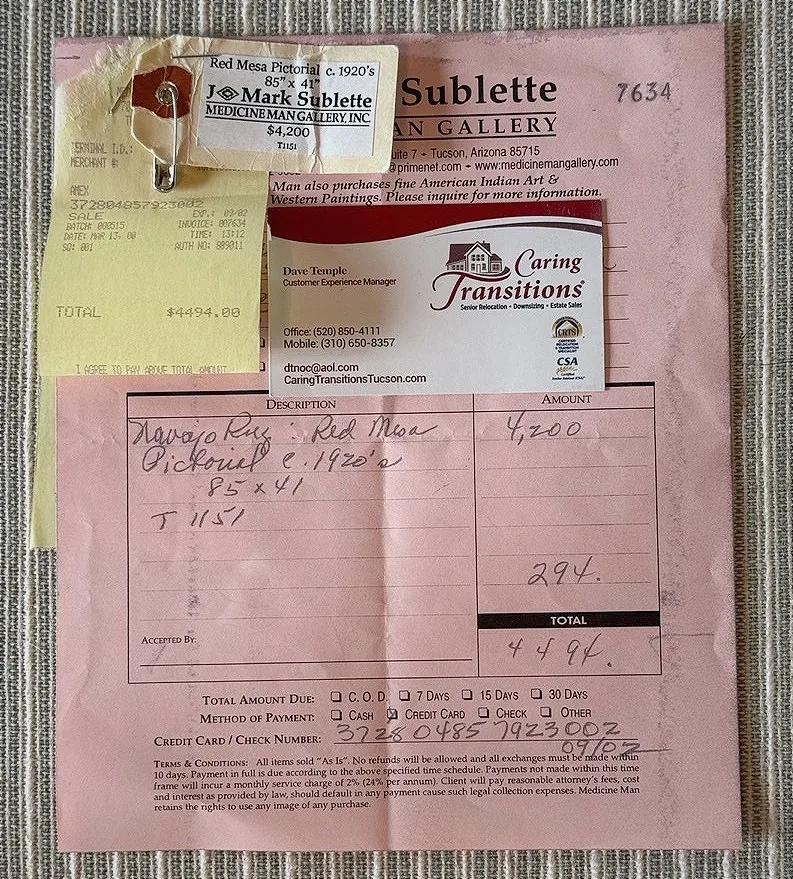 Red Mesa Pictorial c. 1920's
85" x 41"
J Mark Sublette
MEDICINE MAN GALLERY, INC.
$4,200
T1151
Sublette
7634
AN GALLERY
uite 7 - Tucson, Arizona 85715
@primenet.com - www.medicinemangallery.com
Man also purchases fine American Indian Art &
Western Paintings. Please inquire for more information.
TERMINAL I.D.:
MERCHANT #:
AMEX
372804857923002
SALE EXP.: 09/02
BATCH: 000515 INVOICE: 007634
DATE: MAR 13, 00 TIME: 13:12
SQ: 001 AUTH NO: 889011
TOTAL $4494.00
I AGREE TO PAY ABOVE TOTAL AMOUNT
Caring
Transitions
Senior Relocation • Downsizing • Estate Sales
Dave Temple
Customer Experience Manager
Office: (520) 850-4111
Mobile: (310) 650-8357
dtnoc@aol.com
CaringTransitionsTucson.com
CRTS
CERTIFIED
RELOCATION
& TRANSITION
SPECIALIST
CSA
DESCRIPTION AMOUNT
Navajo Rug : Red Mesa 4,200
Pictorial c. 1920's
85 x 41
T 1151
294.
TOTAL
ACCEPTED BY: 4494.
TOTAL AMOUNT DUE: C. O. D. 7 DAYS 15 DAYS 30 DAYS
METHOD OF PAYMENT: CASH CREDIT CARD CHECK OTHER
CREDIT CARD / CHECK NUMBER: 3728 0485 7923 002
09/02
TERMS & CONDITIONS: All items sold "As Is". No refunds will be allowed and all exchanges must be made within
10 days. Payment in full is due according to the above specified time schedule. Payments not made within this time
frame will incur a monthly service charge of 2% (24% per annum). Client will pay reasonable attorney's fees, cost
and interest as provided by law, should default in any payment cause such legal collection expenses. Medicine Man
retains the rights to use any image of any purchase.